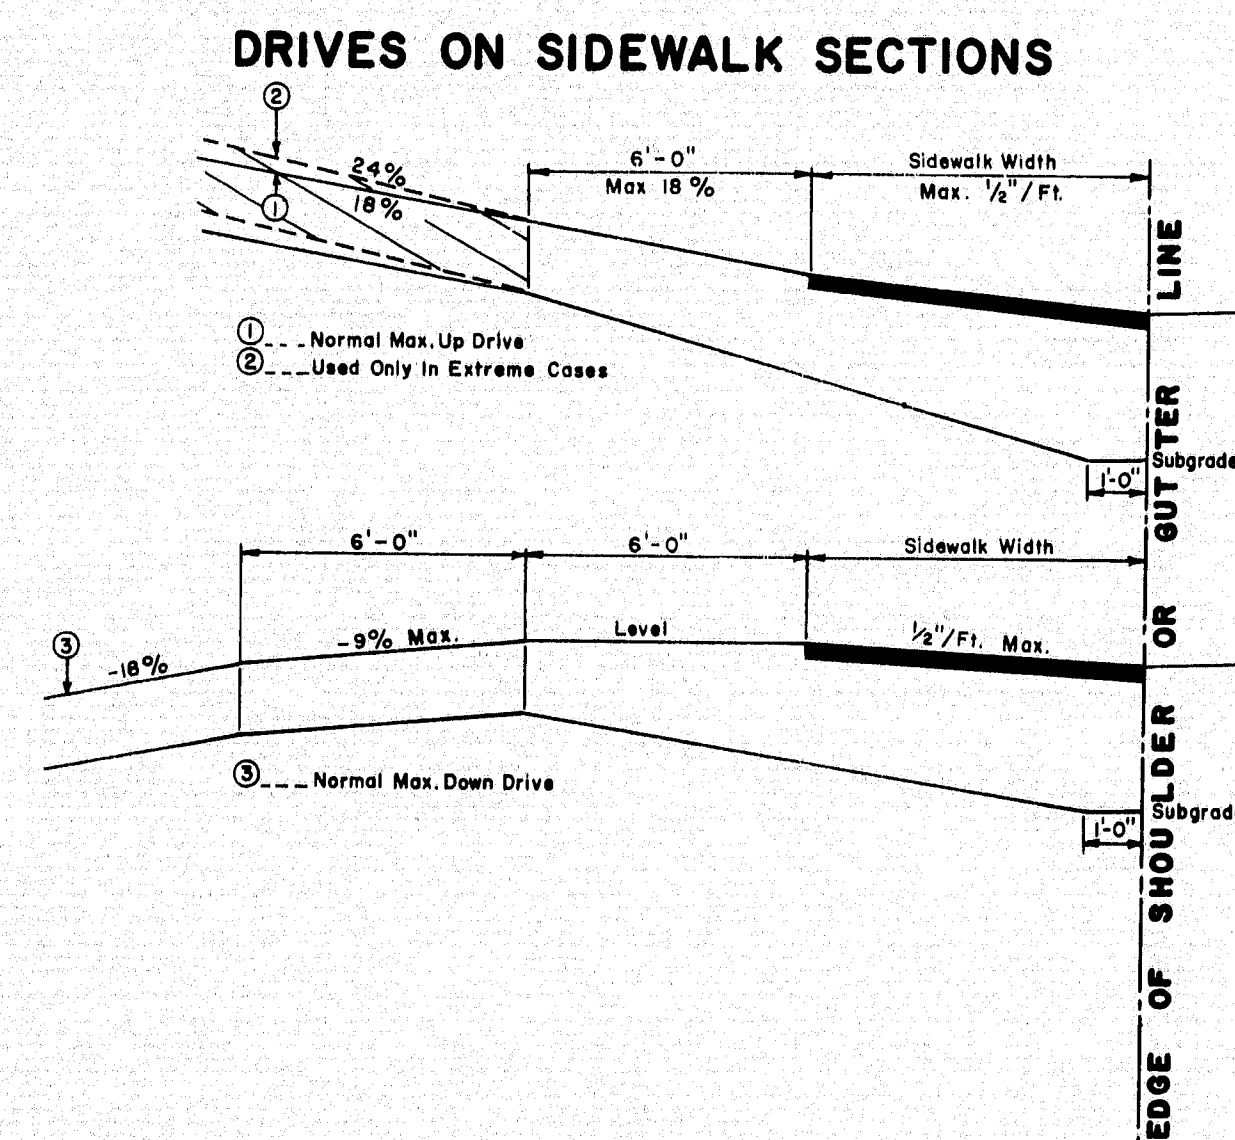 DRIVES ON SIDEWALK SECTIONS
②
24%
18%
①
6'-0"
Max 18%
Sidewalk Width
Max. ½"/Ft.
①---Normal Max. Up Drive
②---Used Only In Extreme Cases
Subgrade
1'-0"
6'-0"
6'-0"
Sidewalk Width
③
-18%
-9% Max.
Level
½"/Ft. Max.
③---Normal Max. Down Drive
Subgrad
1'-0"
EDGE OF SHOULDER OR GUTTER LINE